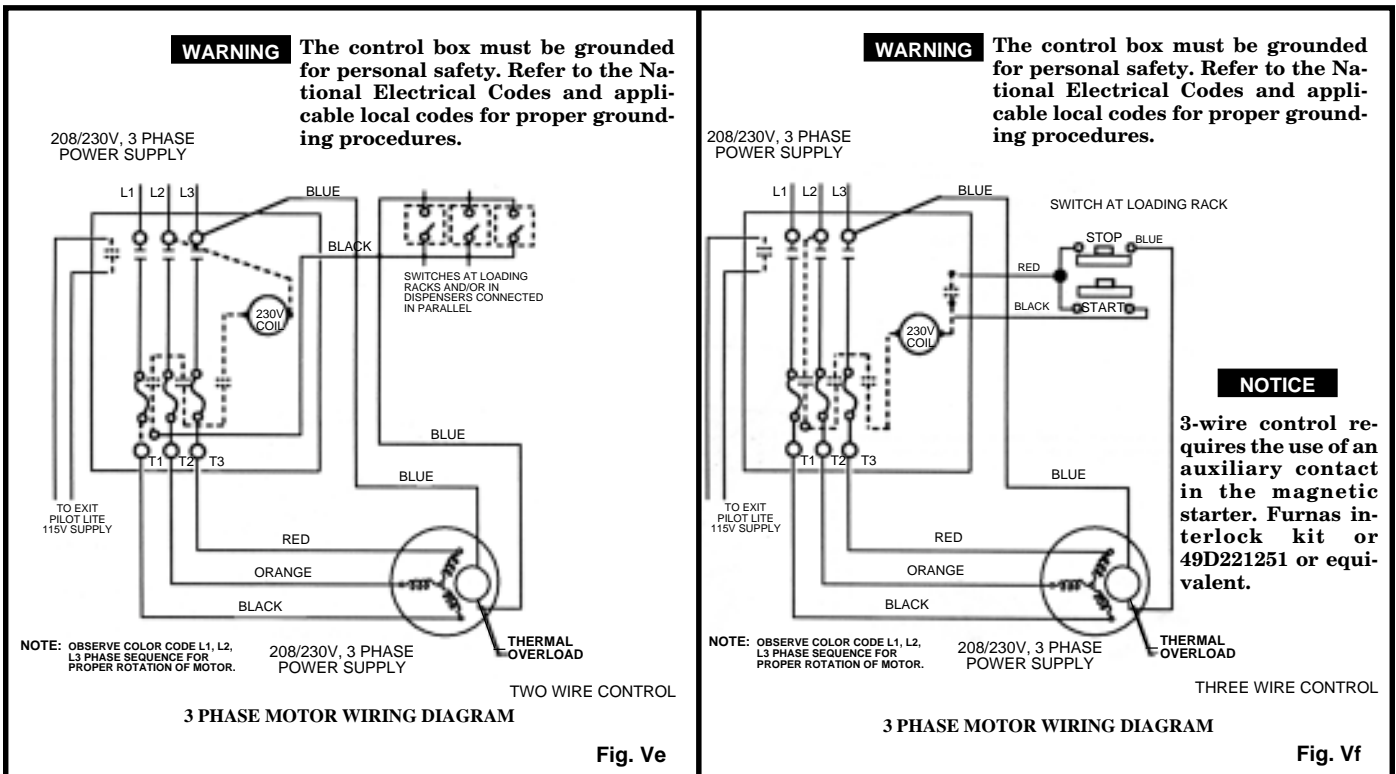 WARNING
The control box must be grounded
for personal safety. Refer to the Na-
tional Electrical Codes and appli-
cable local codes for proper ground-
ing procedures.
208/230V, 3 PHASE
POWER SUPPLY
L1 L2 L3
BLUE
BLACK
SWITCHES AT LOADING
RACKS AND/OR IN
DISPENSERS CONNECTED
IN PARALLEL
230V
COIL
BLUE
T1 T2 T3
BLUE
TO EXIT
PILOT LITE
115V SUPPLY
RED
ORANGE
BLACK
NOTE: OBSERVE COLOR CODE L1, L2,
L3 PHASE SEQUENCE FOR
PROPER ROTATION OF MOTOR.
208/230V, 3 PHASE
POWER SUPPLY
THERMAL
OVERLOAD
TWO WIRE CONTROL
3 PHASE MOTOR WIRING DIAGRAM
Fig. Ve
WARNING
The control box must be grounded
for personal safety. Refer to the Na-
tional Electrical Codes and appli-
cable local codes for proper ground-
ing procedures.
208/230V, 3 PHASE
POWER SUPPLY
L1 L2 L3
BLUE
SWITCH AT LOADING RACK
STOP
BLUE
RED
BLACK
START
230V
COIL
NOTICE
3-wire control re-
quires the use of an
auxiliary contact
in the magnetic
starter. Furnas in-
terlock kit or
49D221251 or equi-
valent.
T1 T2 T3
BLUE
TO EXIT
PILOT LITE
115V SUPPLY
RED
ORANGE
BLACK
NOTE: OBSERVE COLOR CODE L1, L2,
L3 PHASE SEQUENCE FOR
PROPER ROTATION OF MOTOR.
208/230V, 3 PHASE
POWER SUPPLY
THERMAL
OVERLOAD
THREE WIRE CONTROL
3 PHASE MOTOR WIRING DIAGRAM
Fig. Vf